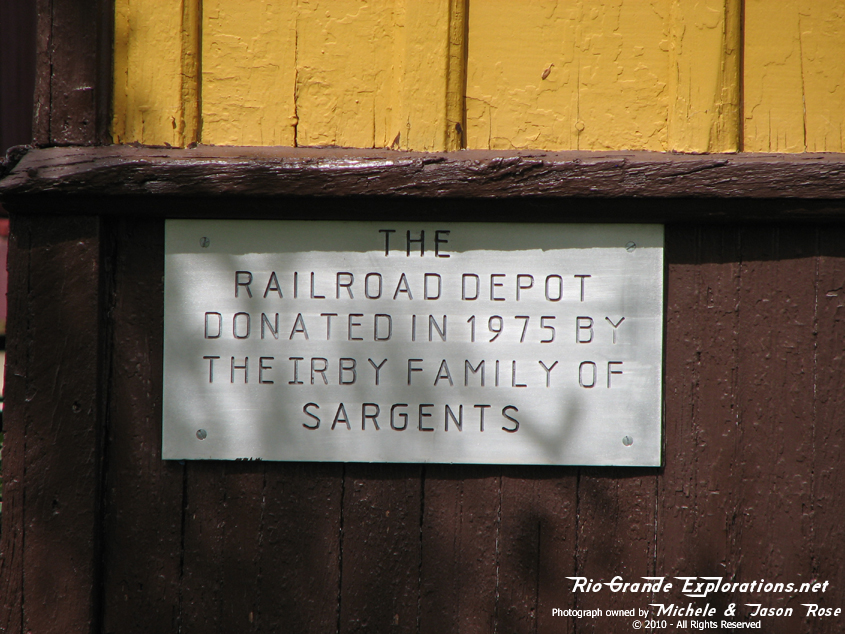 THE
RAILROAD DEPOT
DONATED IN 1975 BY
THE IRBY FAMILY OF
SARGENTS
Rio Grande Explorations.net
Photograph owned by Michele & Jason Rose
© 2010 - All Rights Reserved